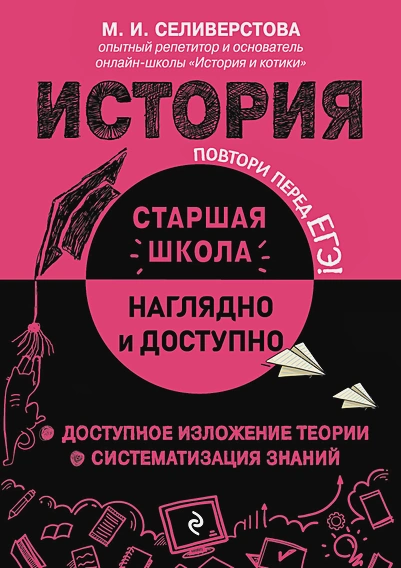 М. И. СЕЛИВЕРСТОВА
опытный репетитор и основатель
онлайн-школы «История и котики»
ИСТОРИЯ
ПОВТОРИ ПЕРЕД ЕГЭ!
СТАРШАЯ
ШКОЛА
НАГЛЯДНО
И ДОСТУПНО
ДОСТУПНОЕ ИЗЛОЖЕНИЕ ТЕОРИИ
СИСТЕМАТИЗАЦИЯ ЗНАНИЙ